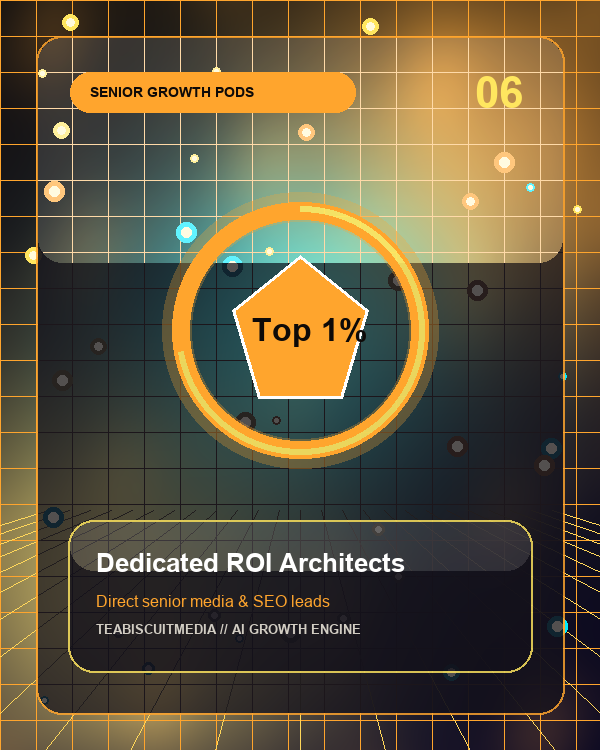 SENIOR GROWTH PODS
06
Top 1%
Dedicated ROI Architects
Direct senior media & SEO leads
TEABISCUITMEDIA // AI GROWTH ENGINE